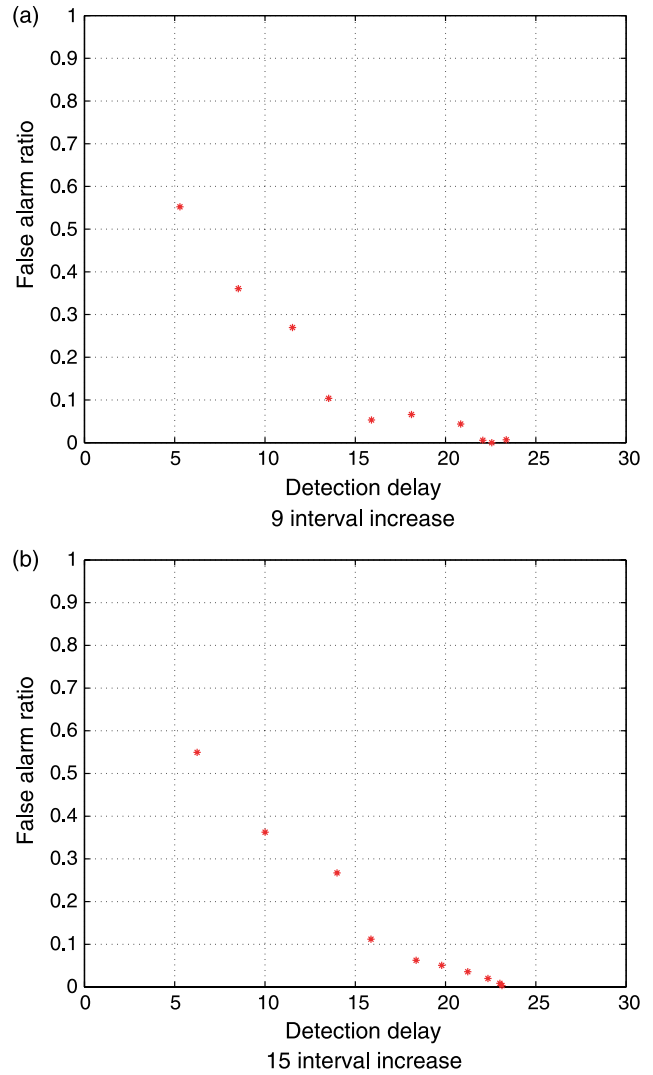 (a)
1
0.9
0.8
0.7
0.6
0.5
0.4
0.3
0.2
0.1
0
False alarm ratio
0 5 10 15 20 25 30
Detection delay
9 interval increase
(b)
1
0.9
0.8
0.7
0.6
0.5
0.4
0.3
0.2
0.1
0
False alarm ratio
0 5 10 15 20 25 30
Detection delay
15 interval increase